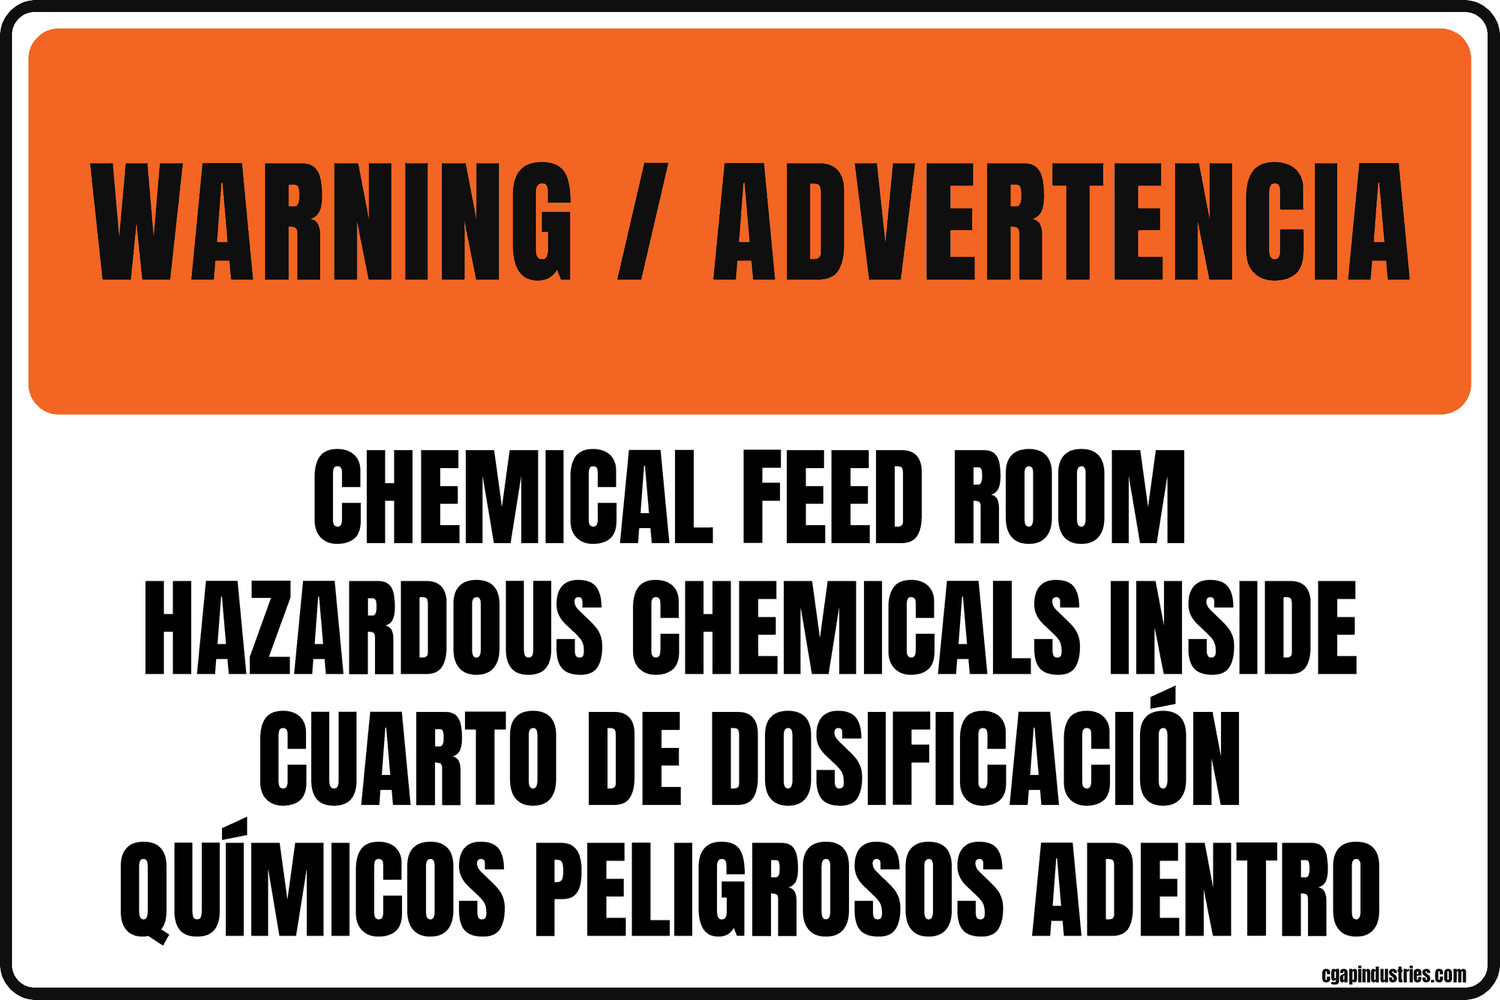 WARNING / ADVERTENCIA
CHEMICAL FEED ROOM
HAZARDOUS CHEMICALS INSIDE
CUARTO DE DOSIFICACIÓN
QUÍMICOS PELIGROSOS ADENTRO
cgapindustries.com